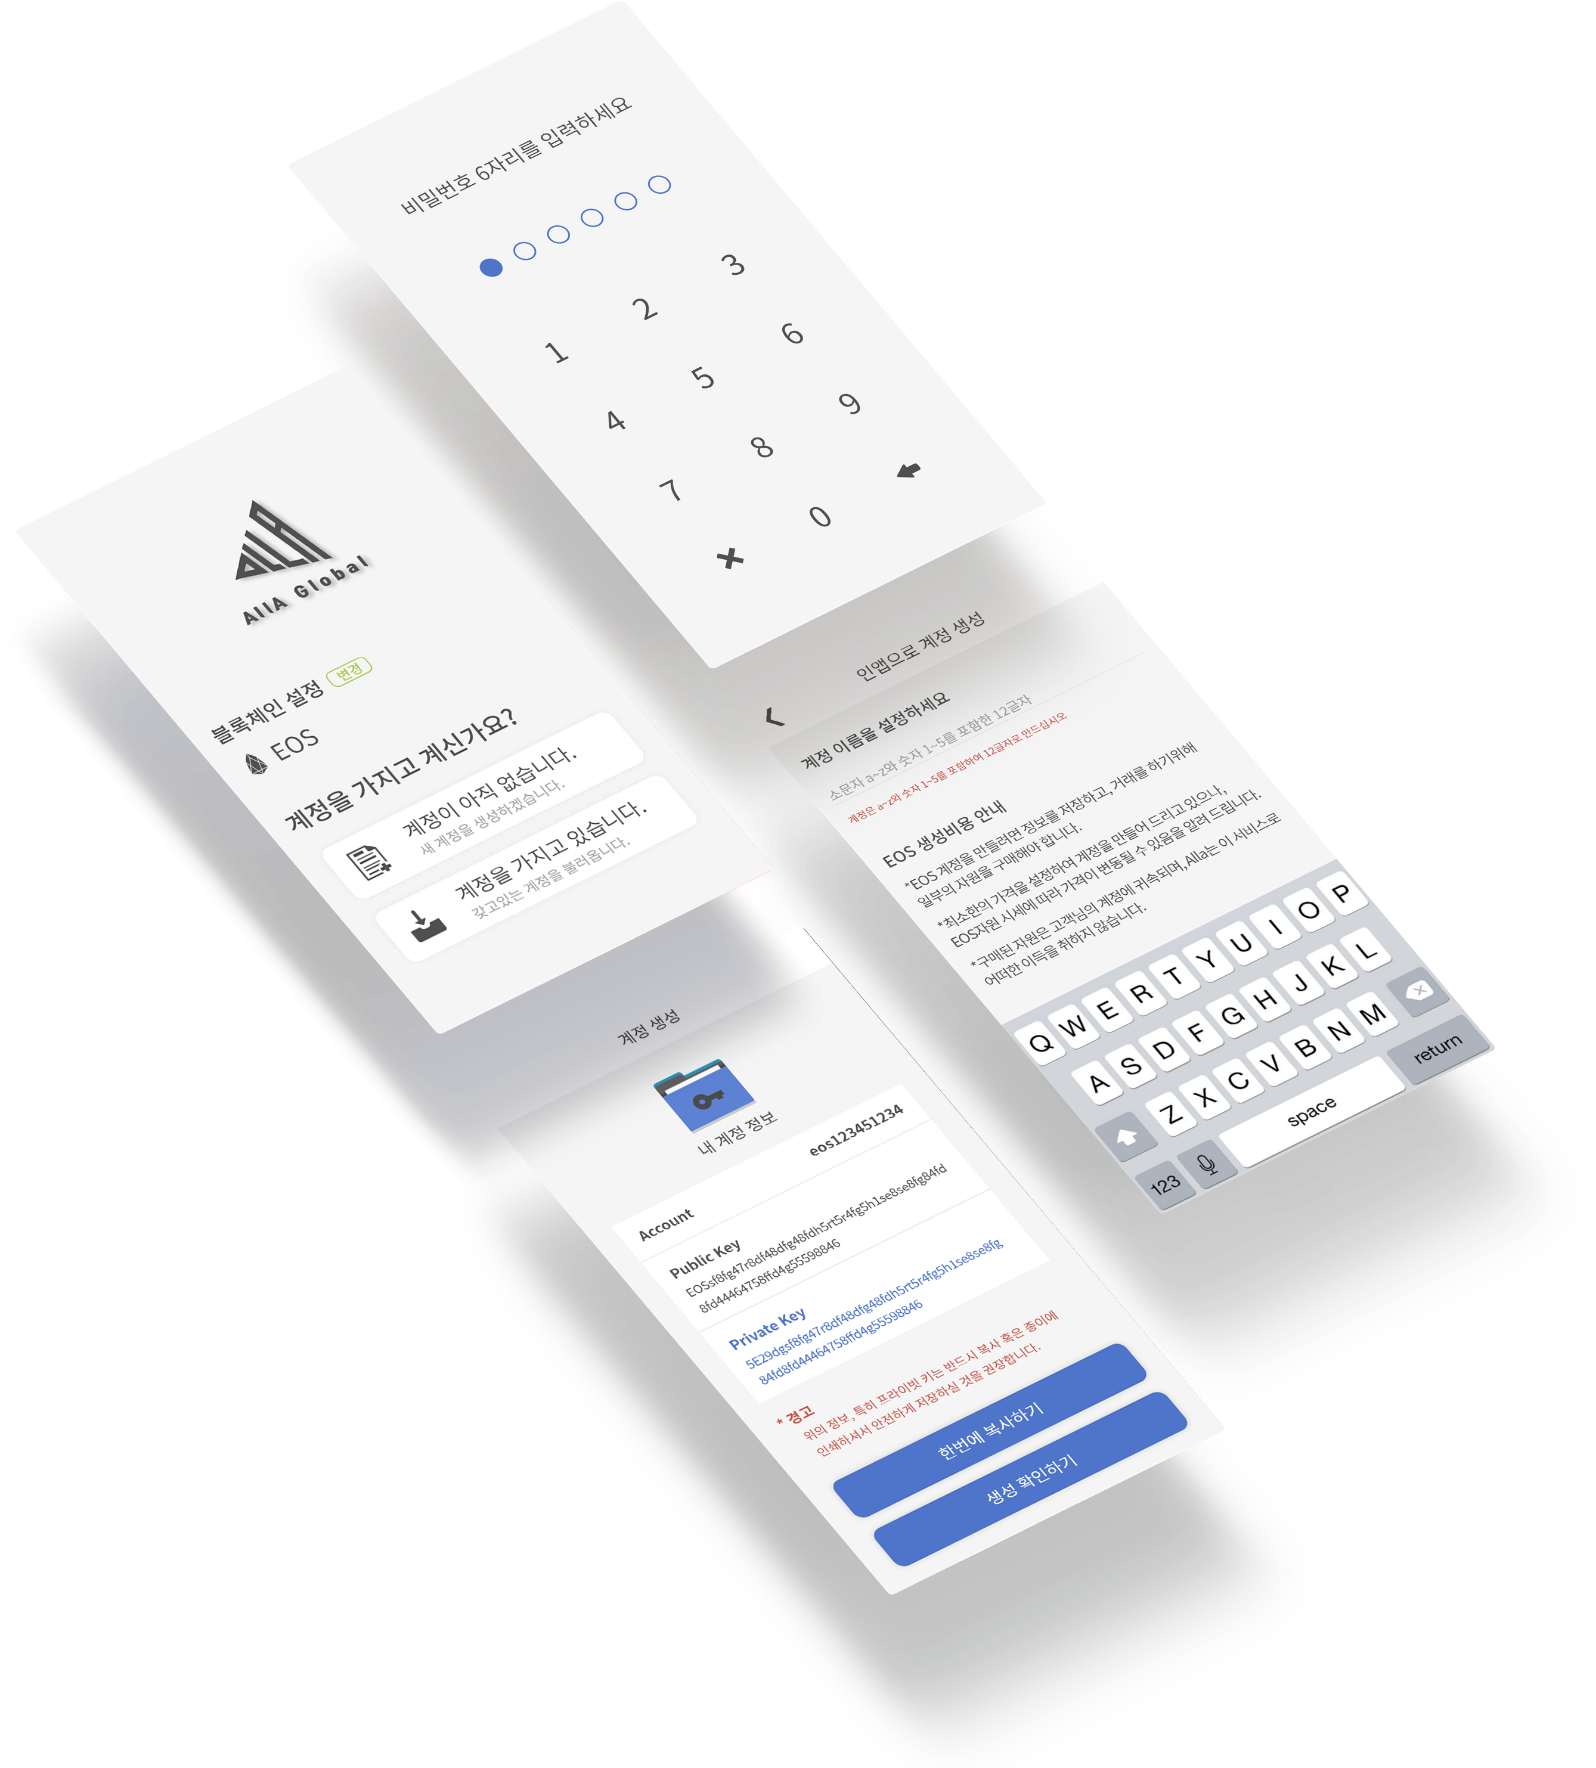 비밀번호 6자리를 입력하세요
1 2 3
4 5 6
7 8 9
0
AllA Global
블록체인 설정 변경
EOS
계정을 가지고 계신가요?
계정이 아직 없습니다.
새 계정을 생성하겠습니다.
계정을 가지고 있습니다.
갖고있는 계정을 불러옵니다.
인앱으로 계정 생성
계정 이름을 설정하세요
소문자 a~z와 숫자 1~5를 포함한 12글자
계정은 a~z와 숫자 1~5를 포함하여 12글자로 만드십시오
EOS 생성비용 안내
*EOS 계정을 만들려면 정보를 저장하고, 거래를 하기위해
일부의 자원을 구매해야 합니다.
*최소한의 가격을 설정하여 계정을 만들어 드리고 있으나,
EOS자원 시세에 따라 가격이 변동될 수 있음을 알려 드립니다.
*구매된 자원은 고객님의 계정에 귀속되며, Alla는 이 서비스로
어떠한 이득을 취하지 않습니다.
Q W E R T Y U I O P
A S D F G H J K L
Z X C V B N M
123 space return
계정 생성
내 계정 정보
Account eos123451234
Public Key
EOSsf8fg47r8df48dfg48fdh5rt5r4fg5h1se8se8fg84fd
8fd44464758ffd4g55598846
Private Key
5E29dgsf8fg47r8df48dfg48fdh5rt5r4fg5h1se8se8fg
84fd8fd44464758ffd4g55598846
* 경고
위의 정보, 특히 프라이빗 키는 반드시 복사 혹은 종이에
인쇄하셔서 안전하게 저장하실 것을 권장합니다.
한번에 복사하기
생성 확인하기